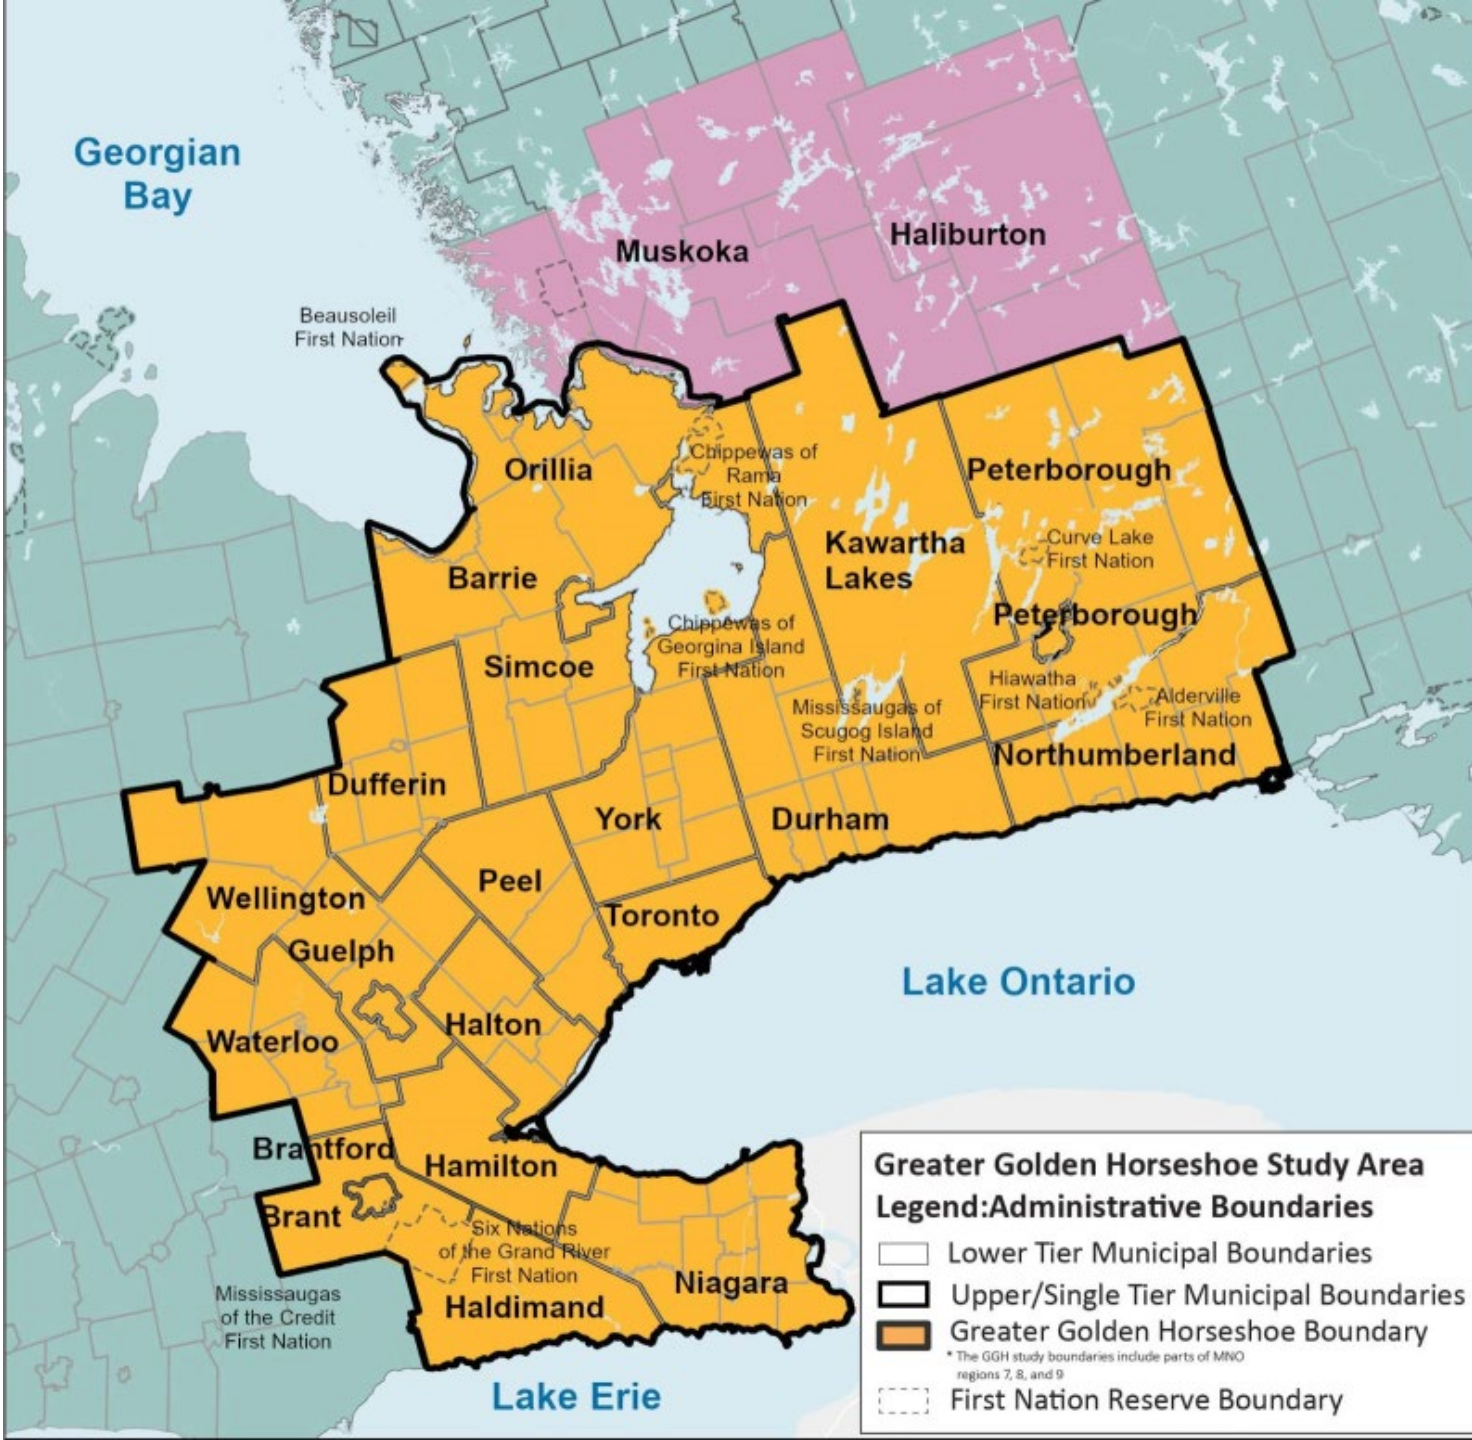 Georgian
Bay
Muskoka
Haliburton
Beausoleil
First Nation
Orillia
Chippewas of
Rama
First Nation
Peterborough
Kawartha
Lakes
Curve Lake
First Nation
Barrie
Peterborough
Chippewas of
Georgina Island
First Nation
Simcoe
Hiawatha
First Nation
Alderville
First Nation
Mississaugas of
Scugog Island
First Nation
Northumberland
Dufferin
York
Durham
Peel
Wellington
Toronto
Guelph
Lake Ontario
Halton
Waterloo
Brantford
Hamilton
Brant
Six Nations
of the Grand River
First Nation
Niagara
Haldimand
Mississaugas
of the Credit
First Nation
Lake Erie
Greater Golden Horseshoe Study Area
Legend:Administrative Boundaries
Lower Tier Municipal Boundaries
Upper/Single Tier Municipal Boundaries
Greater Golden Horseshoe Boundary
* The GGH study boundaries include parts of MNO
regions 7, 8, and 9
First Nation Reserve Boundary